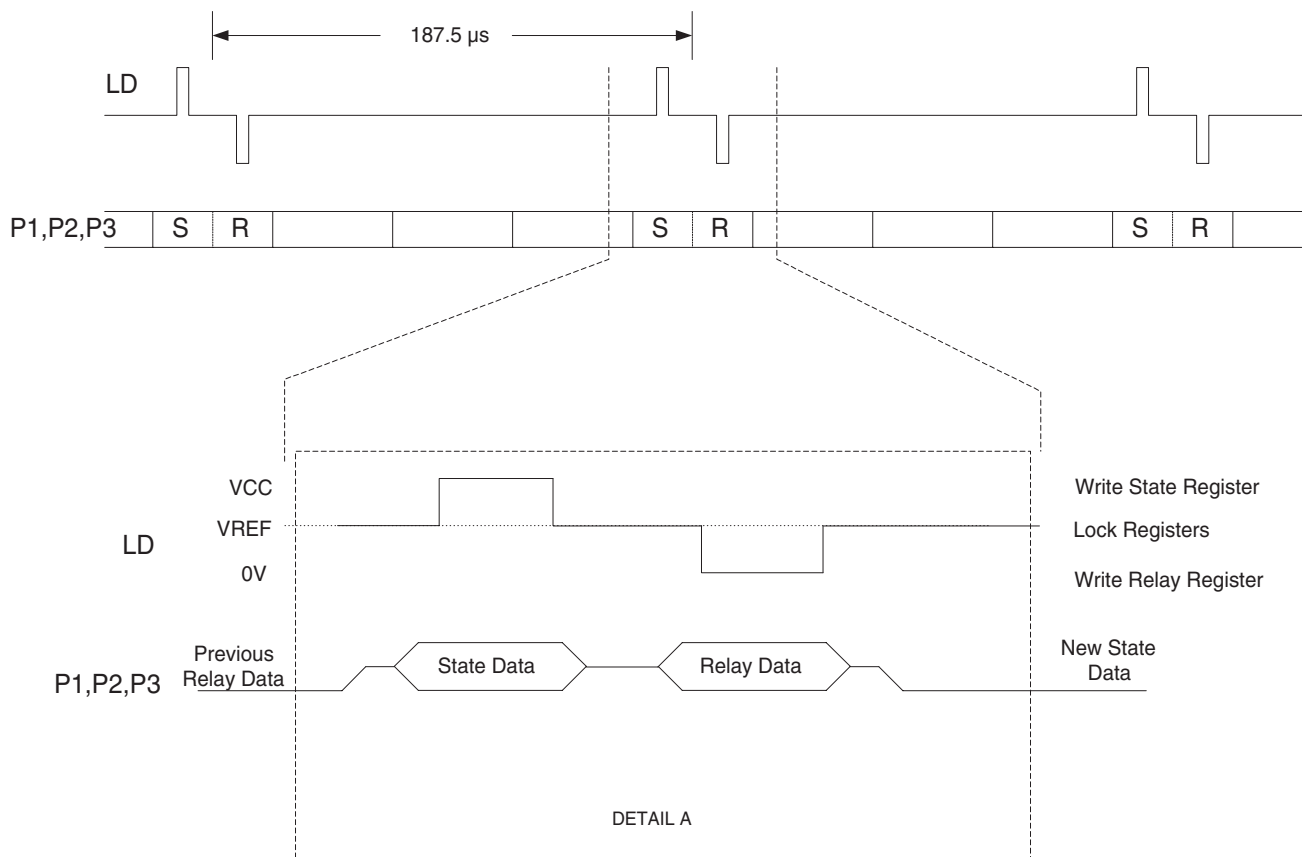 187.5 µs
LD
P1,P2,P3
S R S R S R
VCC
Write State Register
VREF
Lock Registers
LD
0V
Write Relay Register
Previous
Relay Data
State Data
Relay Data
New State
Data
P1,P2,P3
DETAIL A